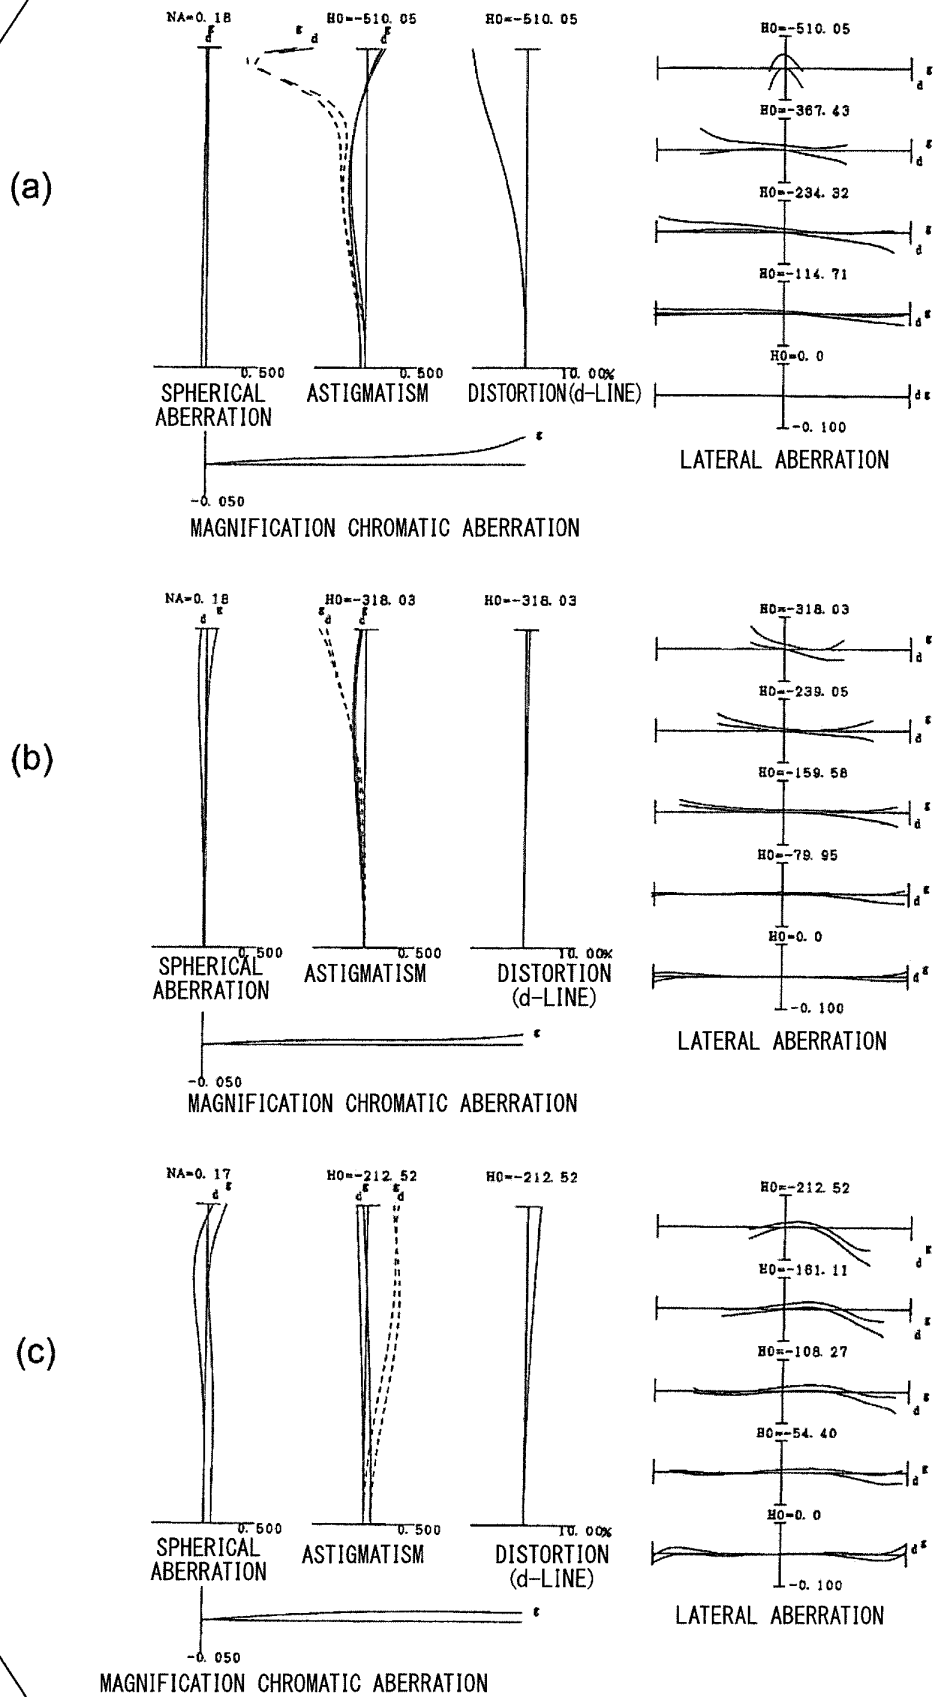 (a)
NA=0.18
g
d
H0=-510.05
g
d
d
g
H0=-510.05
0.500
SPHERICAL
ABERRATION
0.500
ASTIGMATISM
10.00%
DISTORTION(d-LINE)
g
-0.050
MAGNIFICATION CHROMATIC ABERRATION
H0=-510.05
g
d
H0=-367.43
g
d
H0=-234.32
g
d
H0=-114.71
g
d
H0=0.0
d g
-0.100
LATERAL ABERRATION
(b)
NA=0.18
d
g
H0=-318.03
g
d
d
g
H0=-318.03
0.500
SPHERICAL
ABERRATION
0.500
ASTIGMATISM
10.00%
DISTORTION
(d-LINE)
g
-0.050
MAGNIFICATION CHROMATIC ABERRATION
H0=-318.03
g
d
H0=-239.05
g
d
H0=-159.58
g
d
H0=-79.95
g
d
H0=0.0
d g
-0.100
LATERAL ABERRATION
(c)
NA=0.17
d
g
H0=-212.52
d
g
g
d
H0=-212.52
0.500
SPHERICAL
ABERRATION
0.500
ASTIGMATISM
10.00%
DISTORTION
(d-LINE)
g
-0.050
MAGNIFICATION CHROMATIC ABERRATION
H0=-212.52
g
d
H0=-161.11
g
d
H0=-108.27
g
d
H0=-54.40
g
d
H0=0.0
d g
-0.100
LATERAL ABERRATION